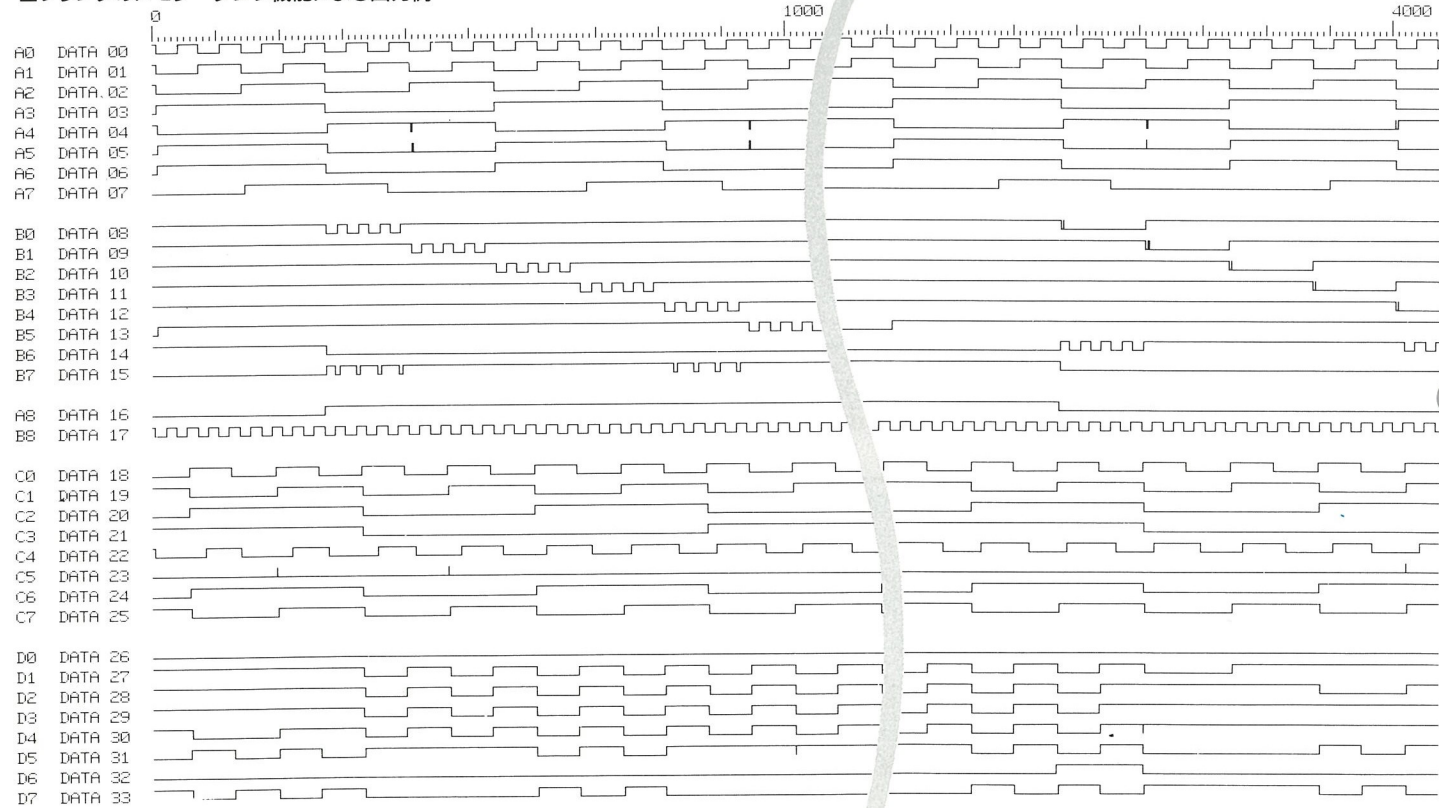 0 1000 4000
A0 DATA 00
A1 DATA 01
A2 DATA.02
A3 DATA 03
A4 DATA 04
A5 DATA 05
A6 DATA 06
A7 DATA 07
B0 DATA 08
B1 DATA 09
B2 DATA 10
B3 DATA 11
B4 DATA 12
B5 DATA 13
B6 DATA 14
B7 DATA 15
A8 DATA 16
B8 DATA 17
C0 DATA 18
C1 DATA 19
C2 DATA 20
C3 DATA 21
C4 DATA 22
C5 DATA 23
C6 DATA 24
C7 DATA 25
D0 DATA 26
D1 DATA 27
D2 DATA 28
D3 DATA 29
D4 DATA 30
D5 DATA 31
D6 DATA 32
D7 DATA 33